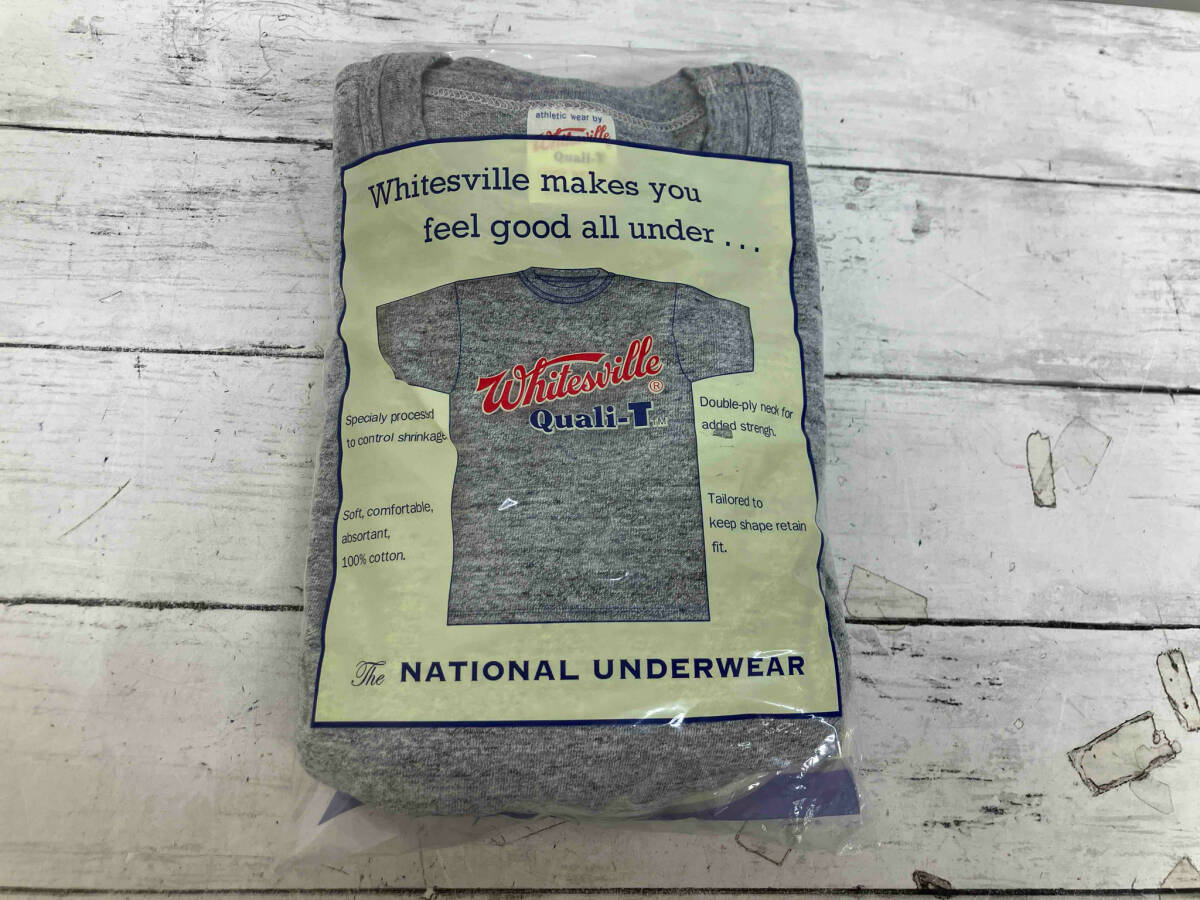 athletic wear by
Whitesville
Quali-T
Whitesville makes you
feel good all under . . .
Whitesville ®
Quali-T TM
Specialy processd
to control shrinkage
Double-ply neck for
added strengh.
Soft, comfortable,
absortant,
100% cotton.
Tailored to
keep shape retain
fit.
The NATIONAL UNDERWEAR